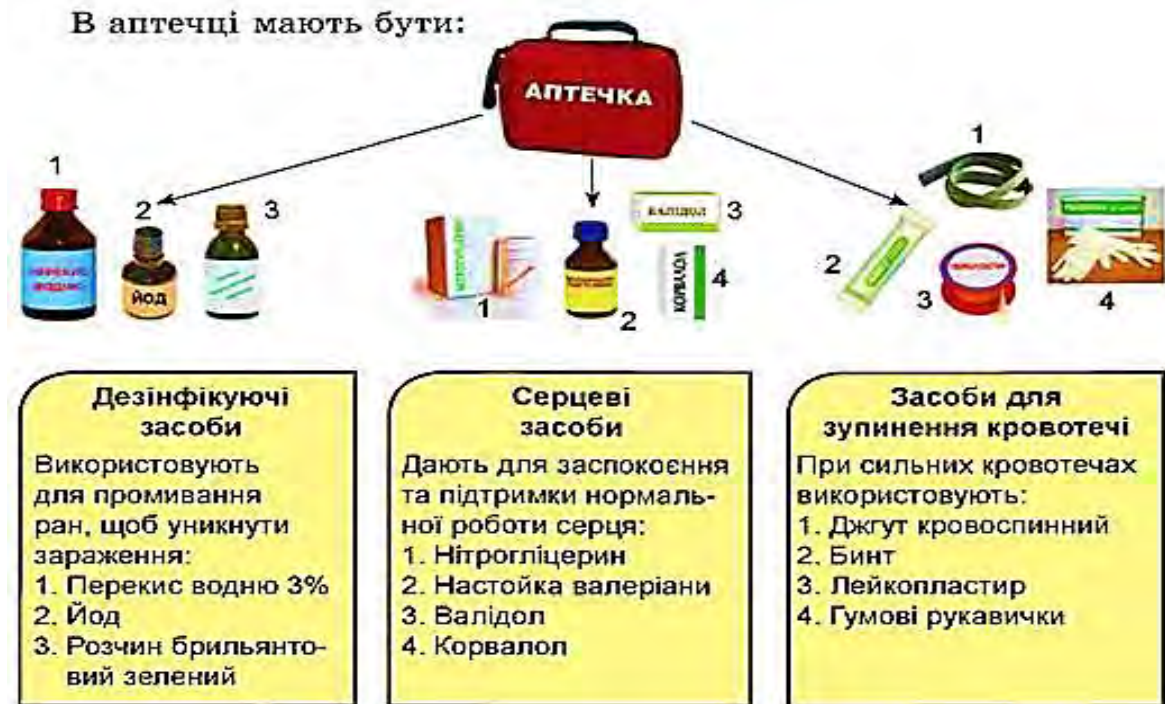 В аптечці мають бути:
АПТЕЧКА
1
2
3
ПЕРЕКИС
ВОДНЮ
ЙОД
1
2
ВАЛІДОЛ
3
КОРВАЛОЛ
4
1
2
3
4
Дезінфікуючі
засоби
Використовують
для промивання
ран, щоб уникнути
зараження:
1. Перекис водню 3%
2. Йод
3. Розчин брильянто-
вий зелений
Серцеві
засоби
Дають для заспокоєння
та підтримки нормаль-
ної роботи серця:
1. Нітрогліцерин
2. Настойка валеріани
3. Валідол
4. Корвалол
Засоби для
зупинення кровотечі
При сильних кровотечах
використовують:
1. Джгут кровоспинний
2. Бинт
3. Лейкопластир
4. Гумові рукавички